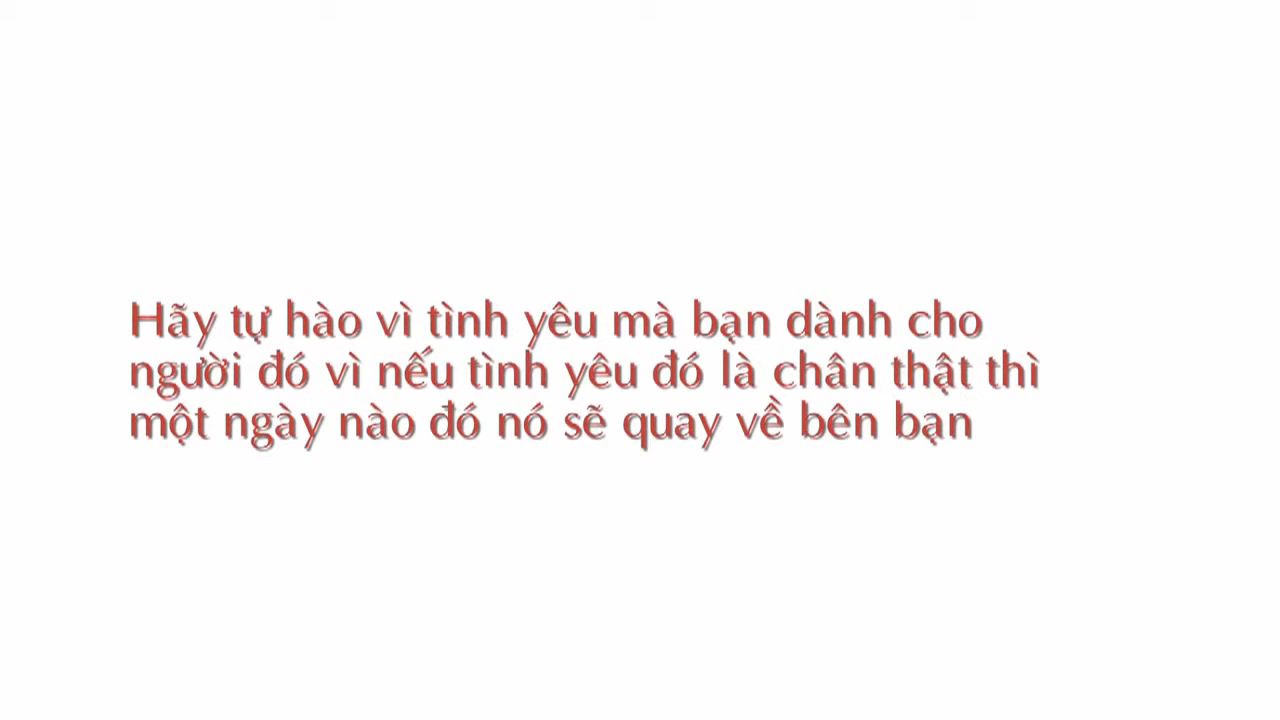 Hãy tự hào vì tình yêu mà bạn dành cho
người đó vì nếu tình yêu đó là chân thật thì
một ngày nào đó nó sẽ quay về bên bạn